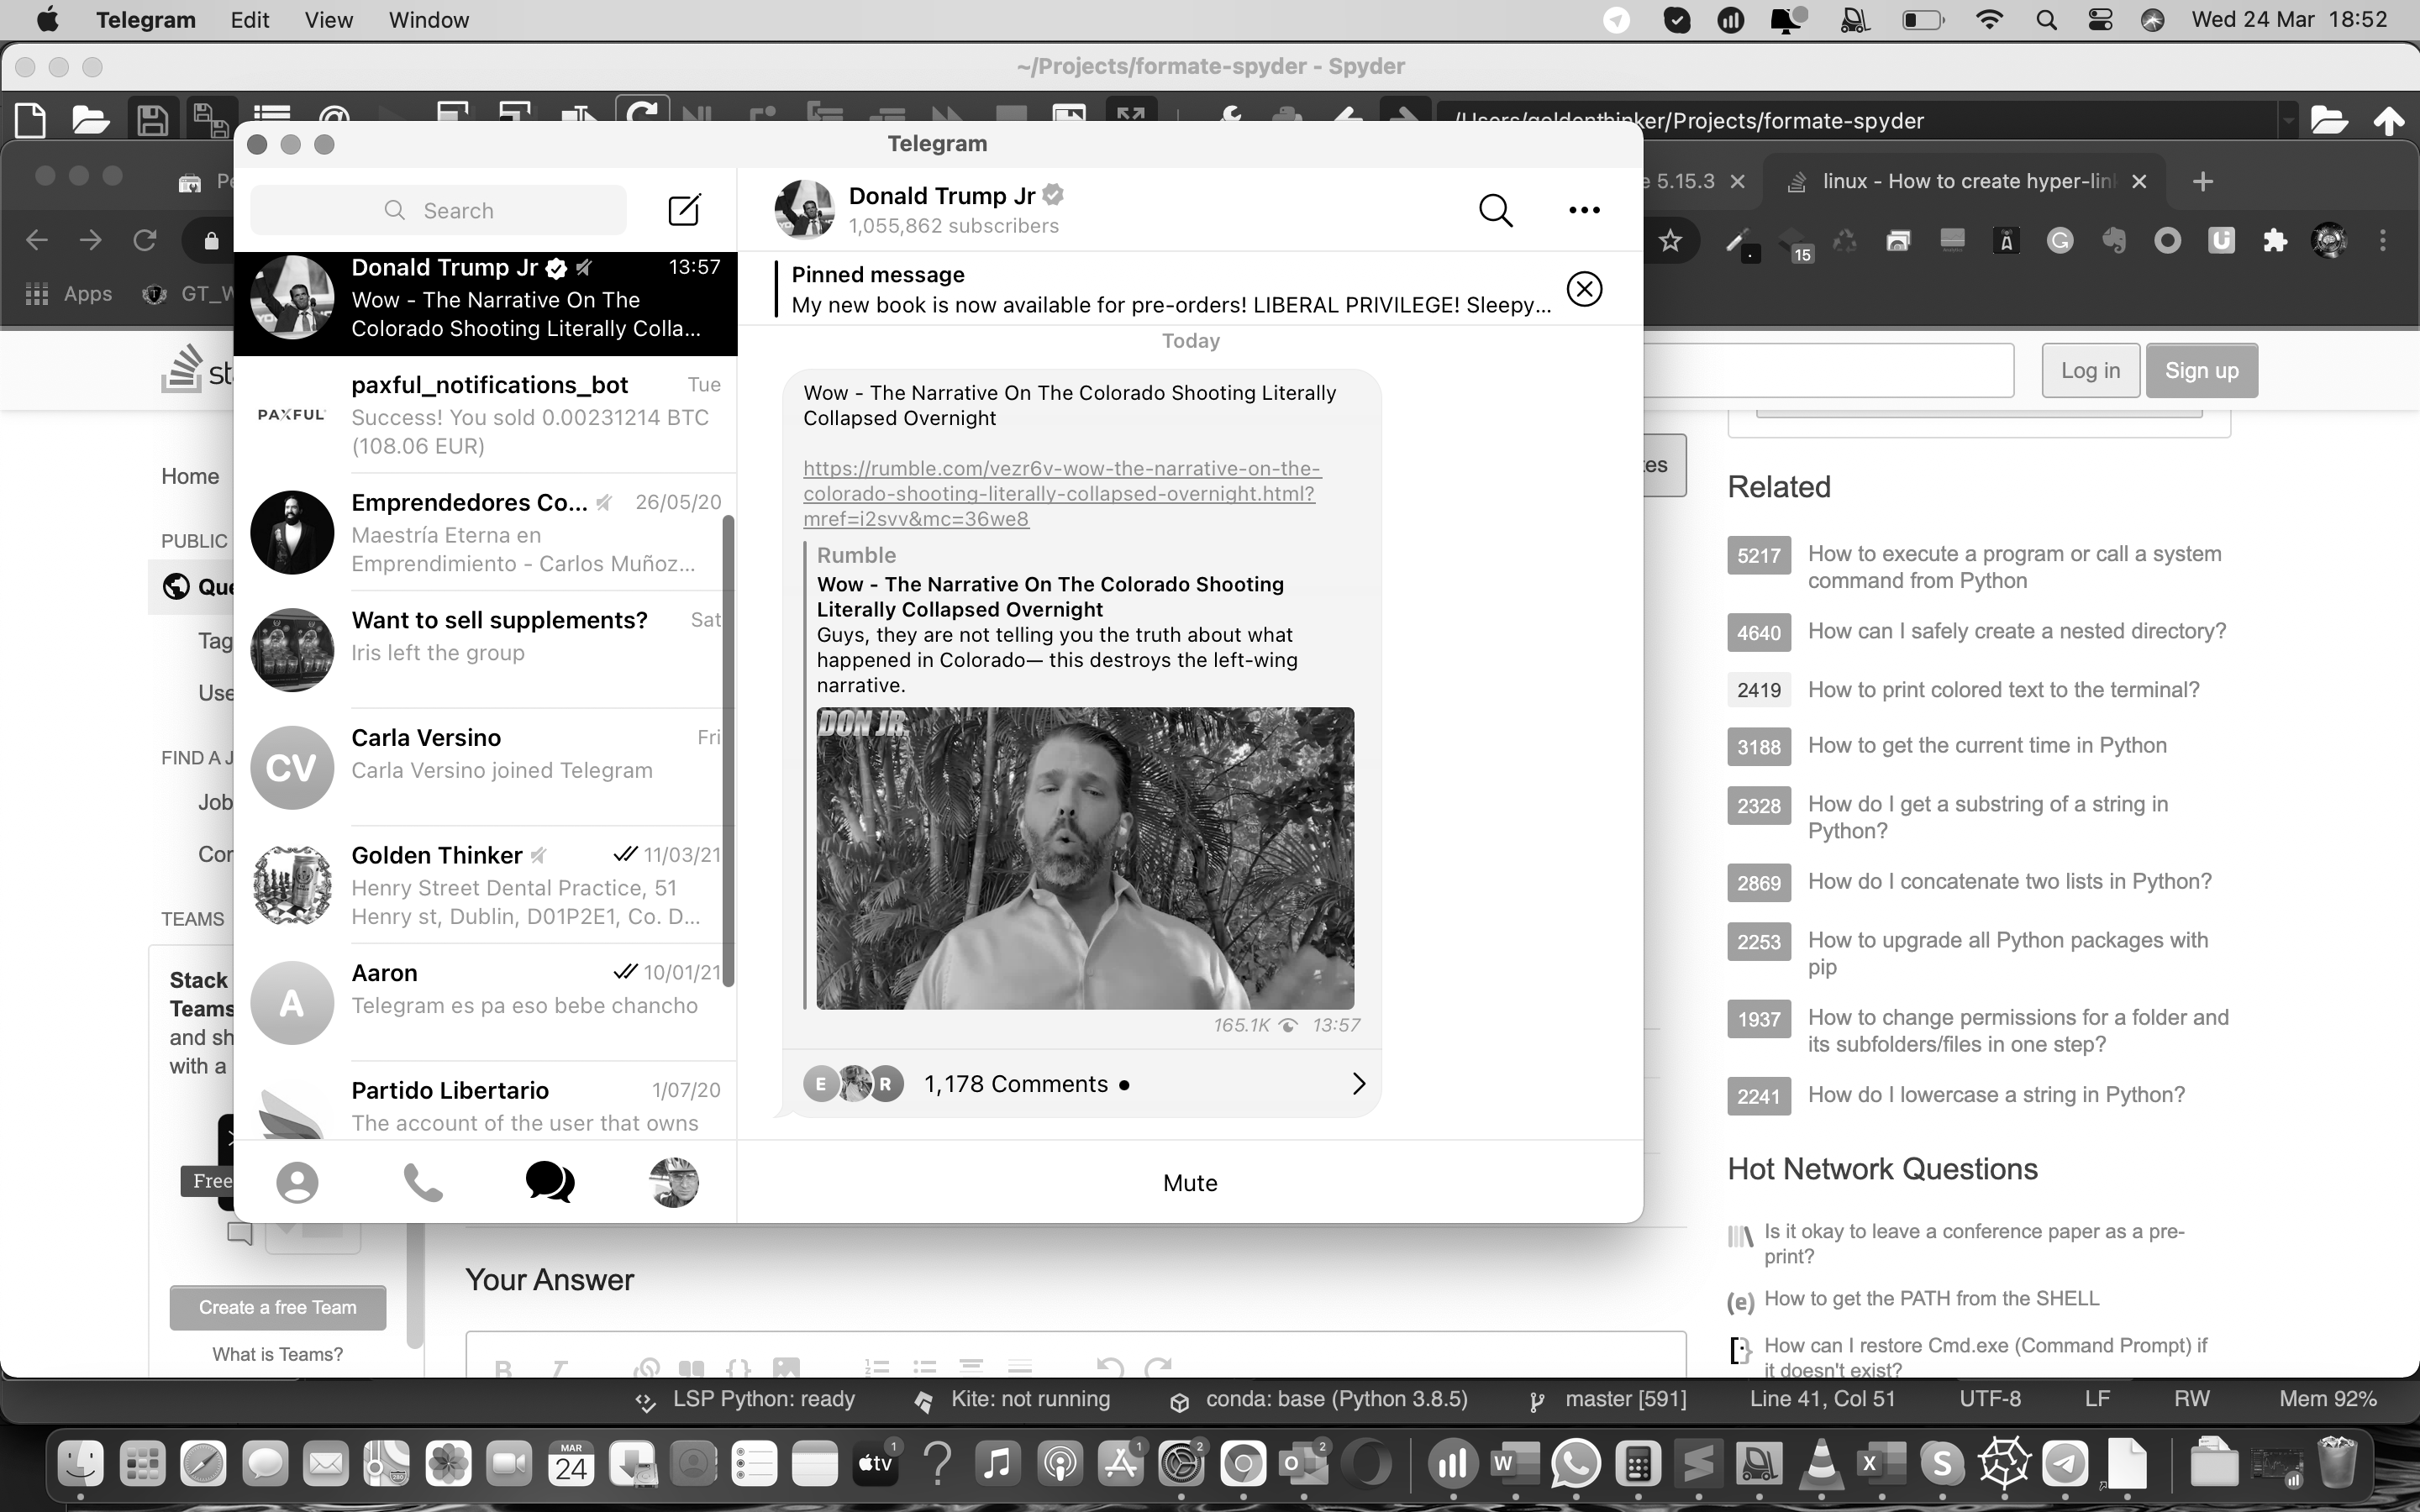 Telegram Edit View Window
Wed 24 Mar 18:52
~/Projects/formate-spyder - Spyder
/Users/goldenthinker/Projects/formate-spyder
Telegram
5.15.3
linux - How to create hyper-lin
15
Apps
GT_W
Search
Donald Trump Jr 13:57
Wow - The Narrative On The
Colorado Shooting Literally Colla...
PAXFUL
paxful_notifications_bot Tue
Success! You sold 0.00231214 BTC
(108.06 EUR)
Emprendedores Co... 26/05/20
Maestría Eterna en
Emprendimiento - Carlos Muñoz...
Want to sell supplements? Sat
Iris left the group
CV
Carla Versino Fri
Carla Versino joined Telegram
Golden Thinker 11/03/21
Henry Street Dental Practice, 51
Henry st, Dublin, D01P2E1, Co. D...
A
Aaron 10/01/21
Telegram es pa eso bebe chancho
Partido Libertario 1/07/20
The account of the user that owns
Donald Trump Jr
1,055,862 subscribers
Pinned message
My new book is now available for pre-orders! LIBERAL PRIVILEGE! Sleepy...
Today
Wow - The Narrative On The Colorado Shooting Literally
Collapsed Overnight
https://rumble.com/vezr6v-wow-the-narrative-on-the-
colorado-shooting-literally-collapsed-overnight.html?
mref=i2svv&mc=36we8
Rumble
Wow - The Narrative On The Colorado Shooting
Literally Collapsed Overnight
Guys, they are not telling you the truth about what
happened in Colorado— this destroys the left-wing
narrative.
DON JR.
165.1K 13:57
E R 1,178 Comments
Mute
Home
PUBLIC
Que
Tag
Use
FIND A J
Job
Cor
TEAMS
Stack
Teams
and sh
with a
Free
Create a free Team
What is Teams?
Your Answer
B I
Log in Sign up
Related
5217 How to execute a program or call a system
command from Python
4640 How can I safely create a nested directory?
2419 How to print colored text to the terminal?
3188 How to get the current time in Python
2328 How do I get a substring of a string in
Python?
2869 How do I concatenate two lists in Python?
2253 How to upgrade all Python packages with
pip
1937 How to change permissions for a folder and
its subfolders/files in one step?
2241 How do I lowercase a string in Python?
Hot Network Questions
Is it okay to leave a conference paper as a pre-
print?
(e) How to get the PATH from the SHELL
How can I restore Cmd.exe (Command Prompt) if
it doesn't exist?
LSP Python: ready Kite: not running conda: base (Python 3.8.5) master [591] Line 41, Col 51 UTF-8 LF RW Mem 92%
MAR
24
tv 1 1 2 2